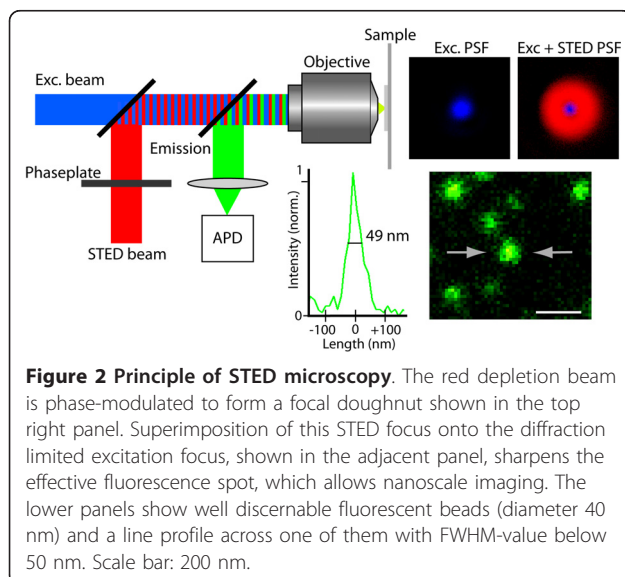 Sample
Objective
Exc. PSF
Exc + STED PSF
Exc. beam
Emission
Phaseplate
APD
STED beam
1
Intensity (norm.)
49 nm
0
-100
0
+100
Length (nm)
Figure 2 Principle of STED microscopy. The red depletion beam
is phase-modulated to form a focal doughnut shown in the top
right panel. Superimposition of this STED focus onto the diffraction
limited excitation focus, shown in the adjacent panel, sharpens the
effective fluorescence spot, which allows nanoscale imaging. The
lower panels show well discernable fluorescent beads (diameter 40
nm) and a line profile across one of them with FWHM-value below
50 nm. Scale bar: 200 nm.